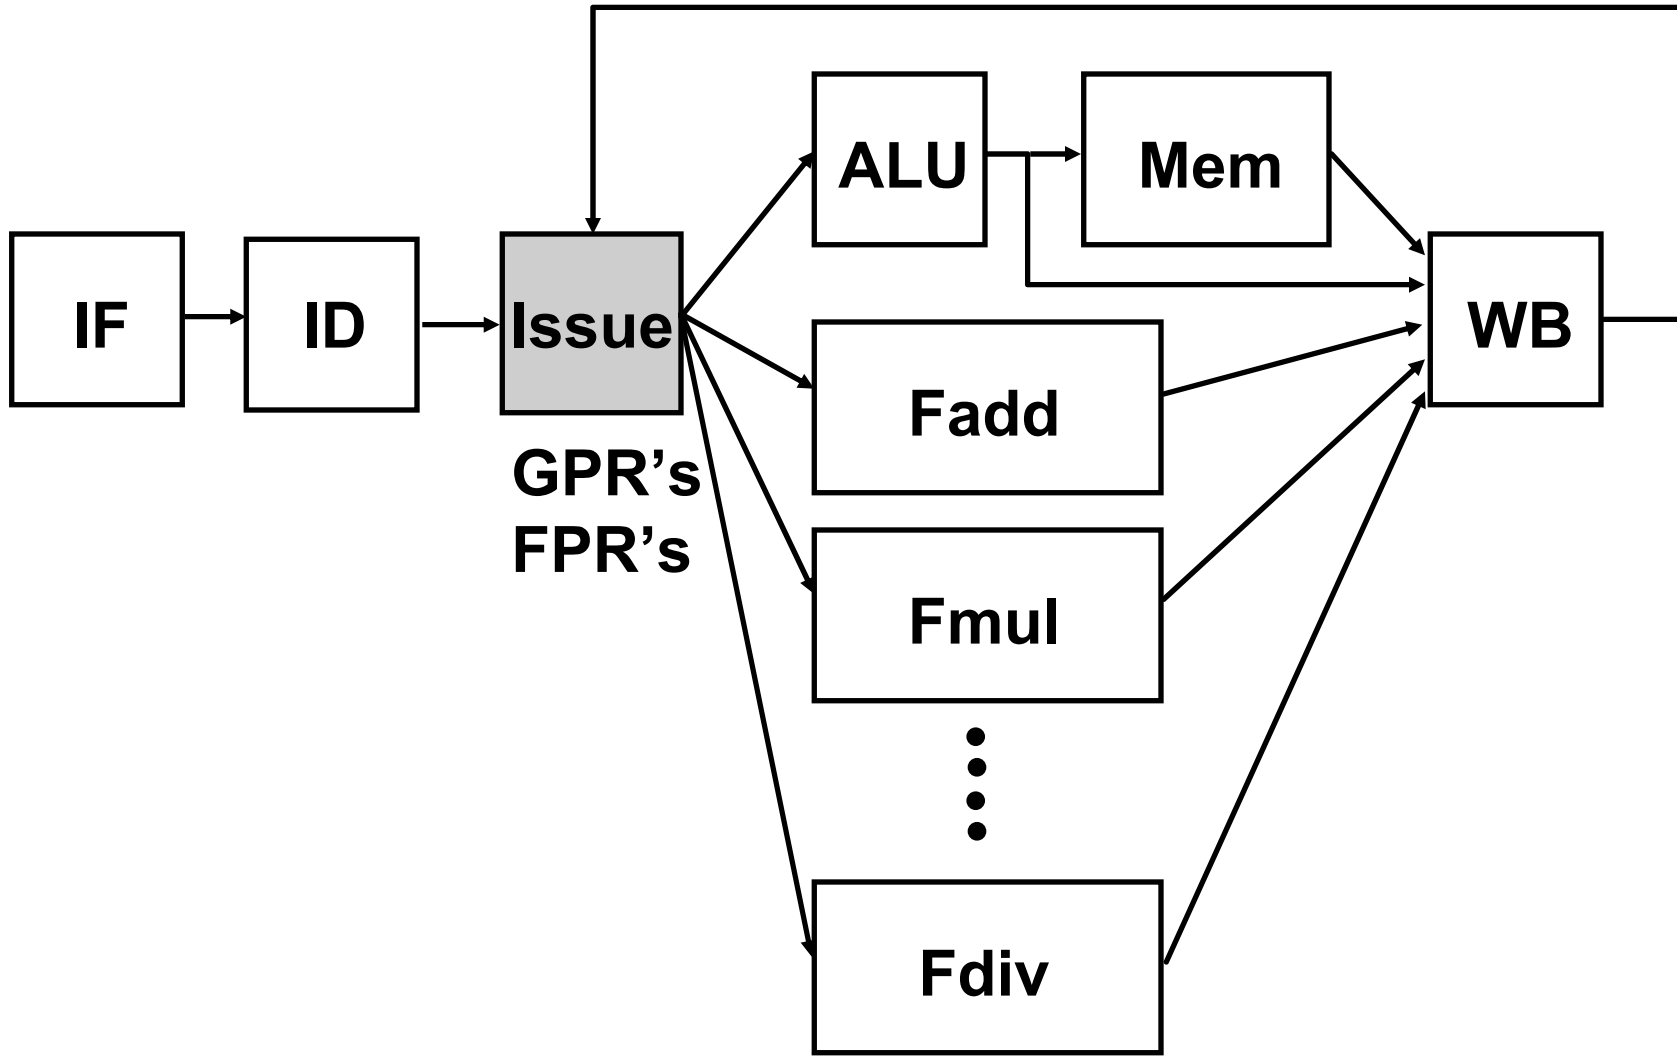 IF
ID
Issue
GPR's
FPR's
ALU
Mem
Fadd
Fmul
Fdiv
WB